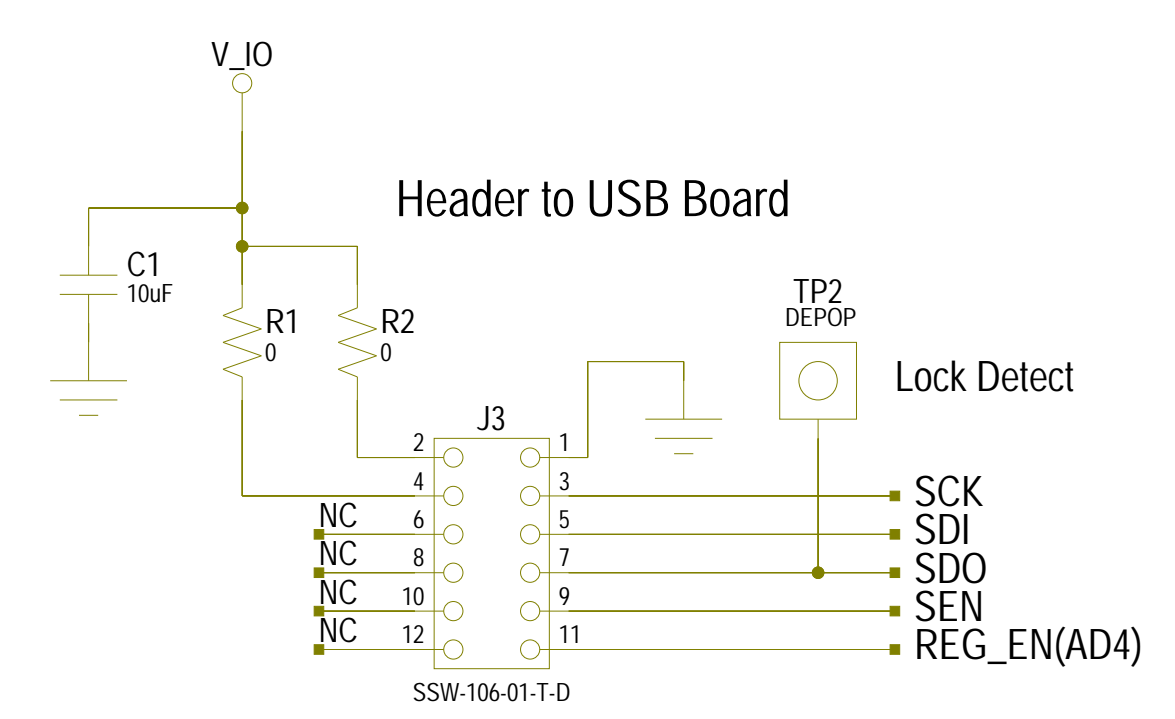 V_IO
Header to USB Board
C1
10uF
R1
0
R2
0
TP2
DEPOP
Lock Detect
J3
2
1
4
3
SCK
NC
6
5
SDI
NC
8
7
SDO
NC
10
9
SEN
NC
12
11
REG_EN(AD4)
SSW-106-01-T-D